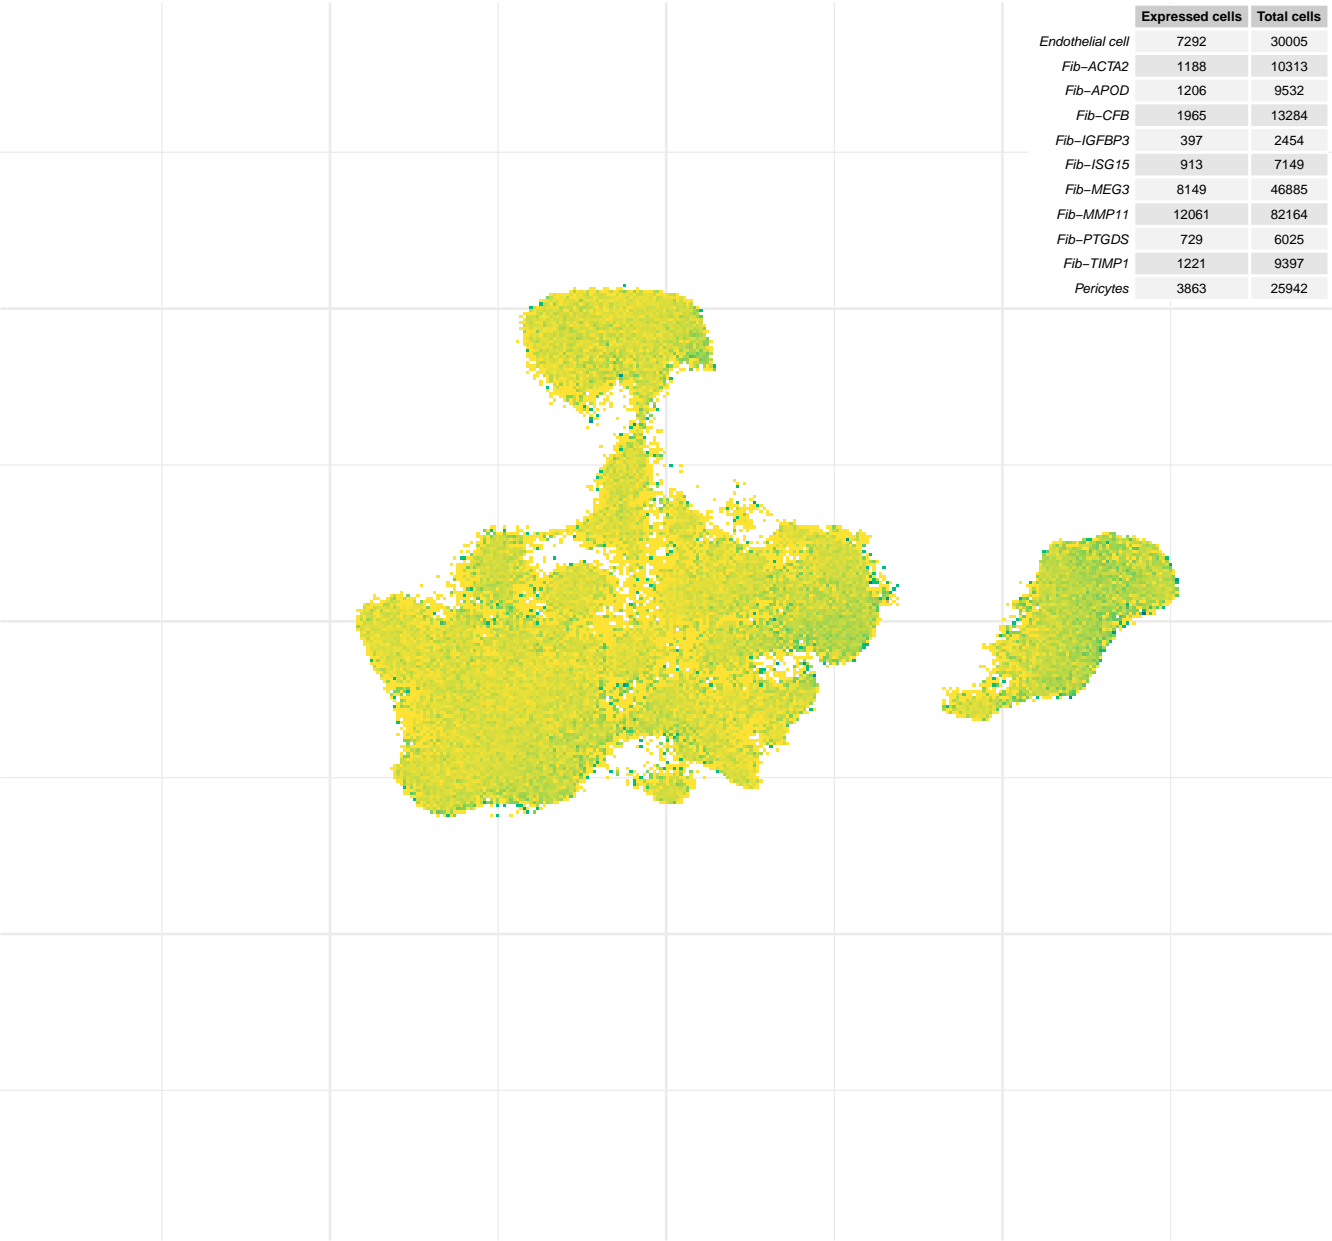 Expressed cells Total cells
Endothelial cell 7292 30005
Fib−ACTA2 1188 10313
Fib−APOD 1206 9532
Fib−CFB 1965 13284
Fib−IGFBP3 397 2454
Fib−ISG15 913 7149
Fib−MEG3 8149 46885
Fib−MMP11 12061 82164
Fib−PTGDS 729 6025
Fib−TIMP1 1221 9397
Pericytes 3863 25942